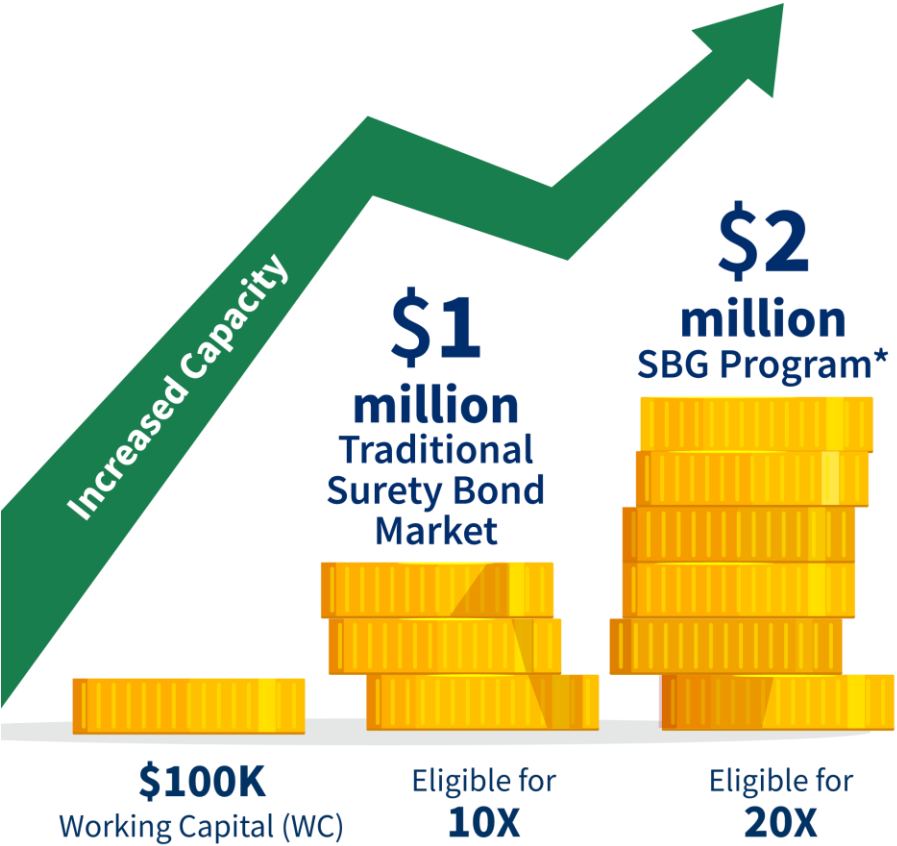 Increased Capacity
$1
million
Traditional
Surety Bond
Market
$2
million
SBG Program*
$100K
Working Capital (WC)
Eligible for
10X
Eligible for
20X